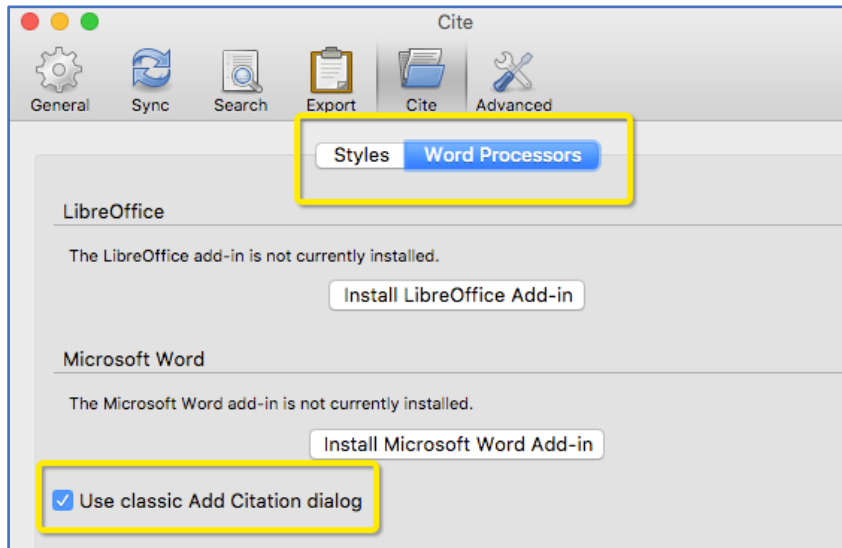 Cite
General Sync Search Export Cite Advanced
Styles Word Processors
LibreOffice
The LibreOffice add-in is not currently installed.
Install LibreOffice Add-in
Microsoft Word
The Microsoft Word add-in is not currently installed.
Install Microsoft Word Add-in
Use classic Add Citation dialog